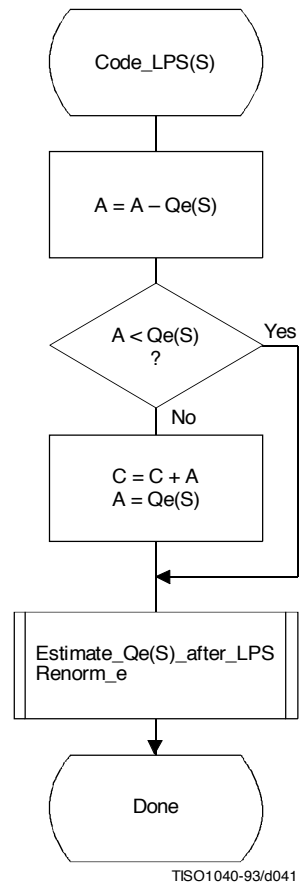 Code_LPS(S)
A = A – Qe(S)
A < Qe(S)
?
Yes
No
C = C + A
A = Qe(S)
Estimate_Qe(S)_after_LPS
Renorm_e
Done
TISO1040-93/d041